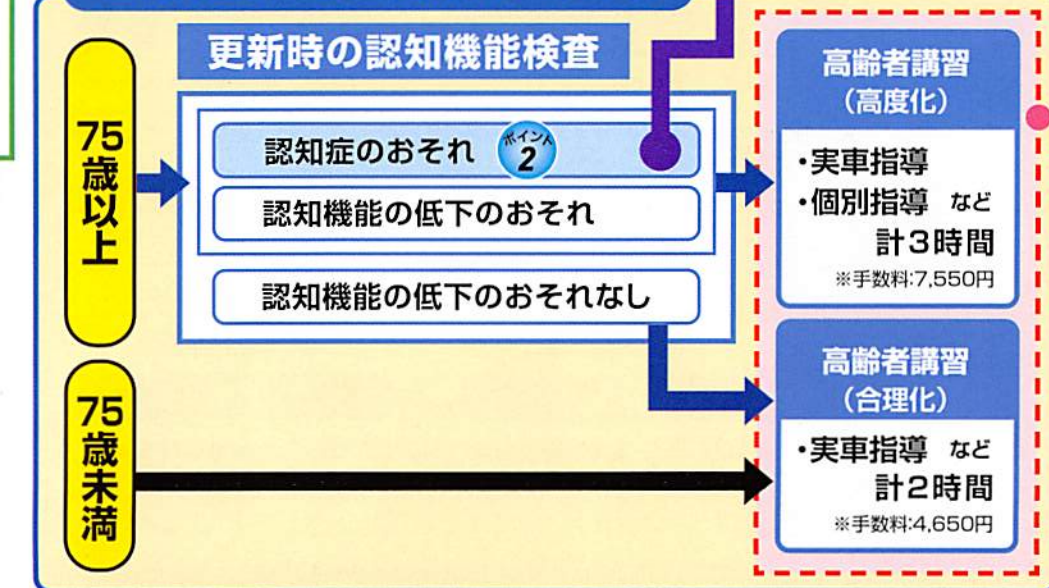 更新時の認知機能検査
75歳以上
認知症のおそれ
ポイント
2
認知機能の低下のおそれ
認知機能の低下のおそれなし
75歳未満
高齢者講習
（高度化）
・実車指導
・個別指導 など
計3時間
※手数料:7,550円
高齢者講習
（合理化）
・実車指導 など
計2時間
※手数料:4,650円